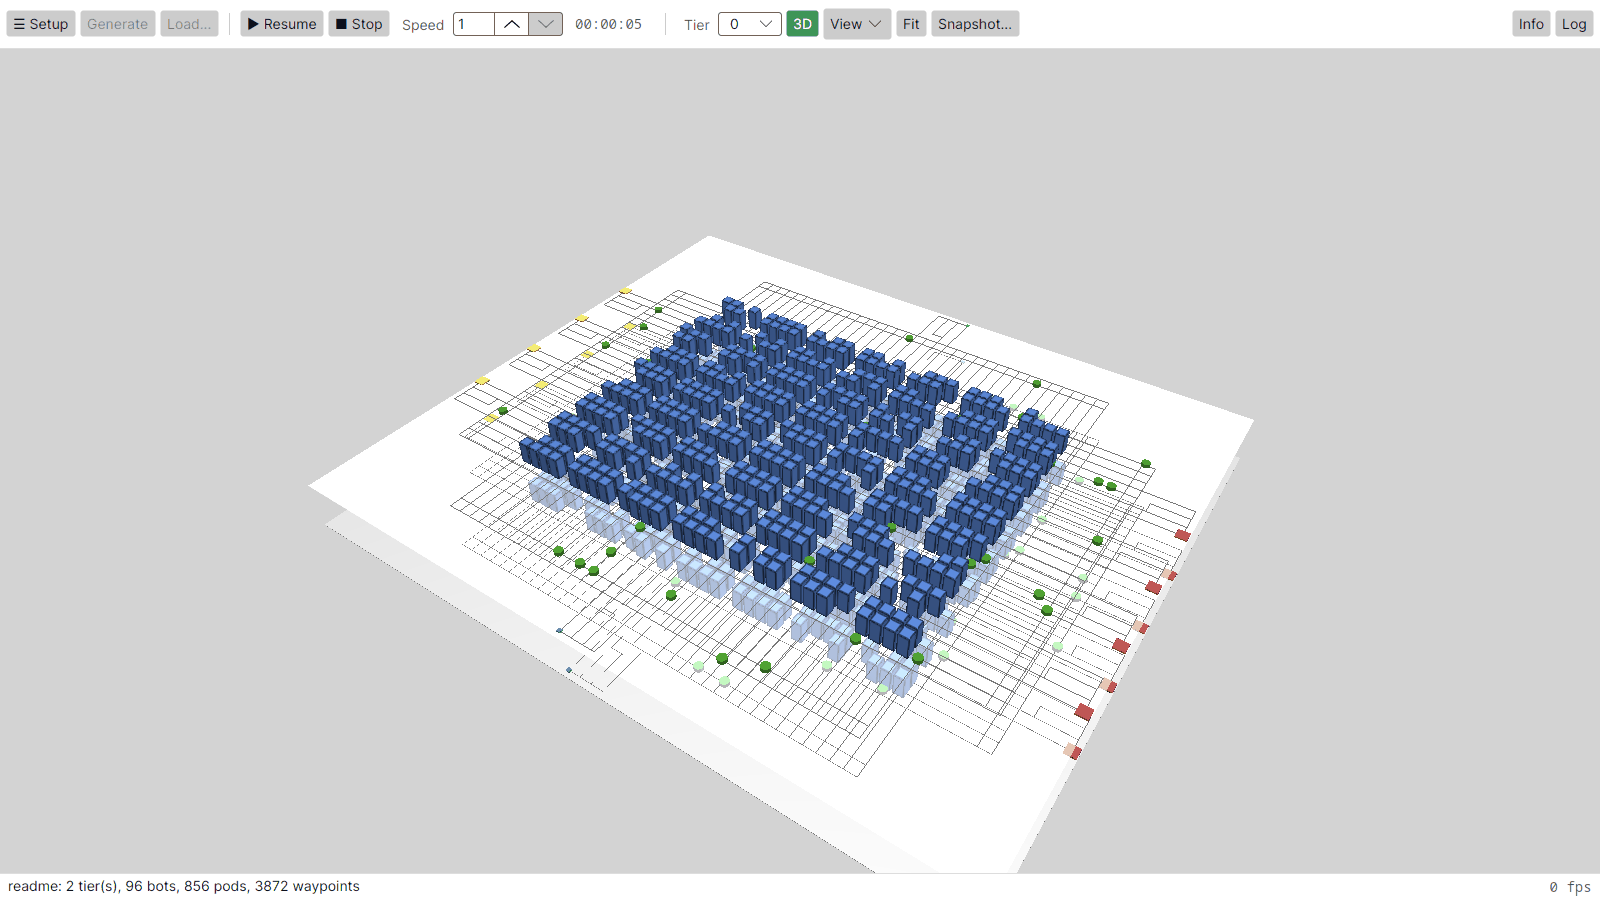 ☰ Setup Generate Load... ▶ Resume ■ Stop Speed 1 00:00:05 Tier 0 3D View Fit Snapshot... Info Log
readme: 2 tier(s), 96 bots, 856 pods, 3872 waypoints 0 fps